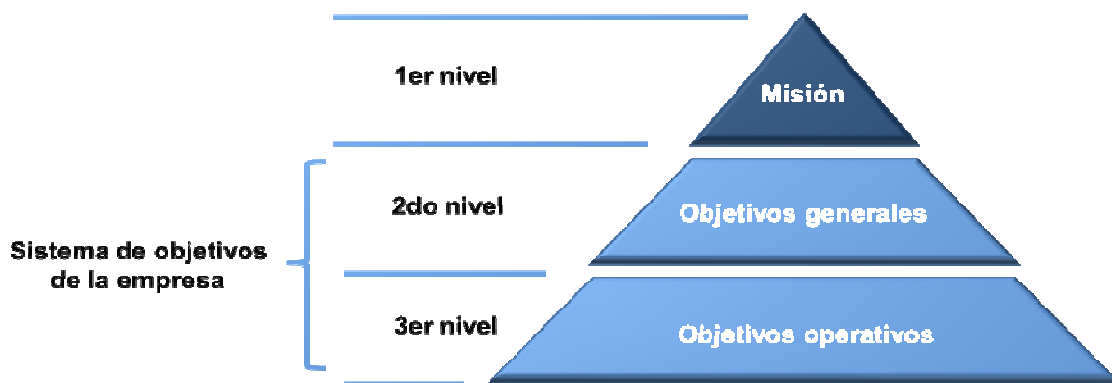 1er nivel
Misión
2do nivel
Objetivos generales
Sistema de objetivos
de la empresa
3er nivel
Objetivos operativos